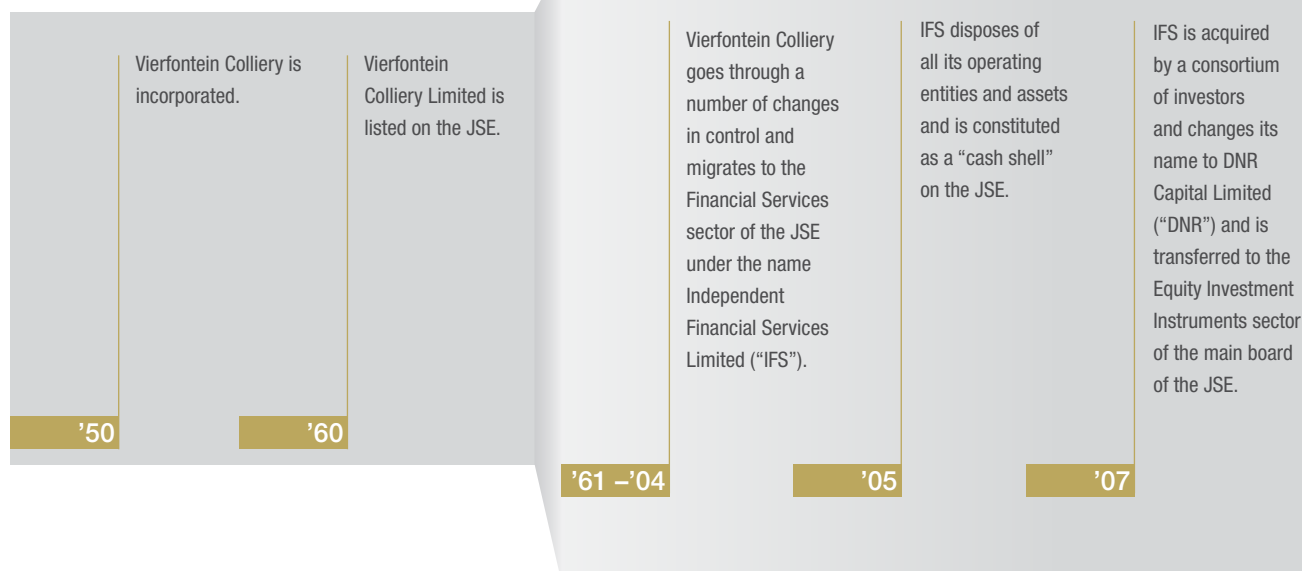 Vierfontein Colliery is
incorporated.
’50
Vierfontein
Colliery Limited is
listed on the JSE.
’60
Vierfontein Colliery
goes through a
number of changes
in control and
migrates to the
Financial Services
sector of the JSE
under the name
Independent
Financial Services
Limited (“IFS”).
’61 –’04
IFS disposes of
all its operating
entities and assets
and is constituted
as a “cash shell”
on the JSE.
’05
IFS is acquired
by a consortium
of investors
and changes its
name to DNR
Capital Limited
(“DNR”) and is
transferred to the
Equity Investment
Instruments sector
of the main board
of the JSE.
’07